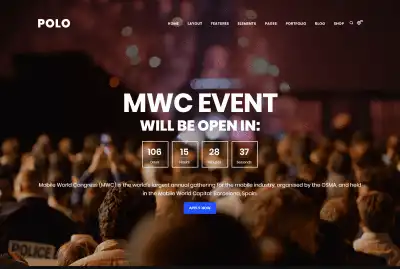 POLO
HOME LAYOUT FEATURES ELEMENTS PAGES PORTFOLIO BLOG SHOP
MWC EVENT
WILL BE OPEN IN:
106 15 28 37
Days Hours Minutes Seconds
Mobile World Congress (MWC) is the world's largest annual gathering for the mobile industry, organised by the GSMA, and held
in the Mobile World Capital, Barcelona, Spain.
POLICE